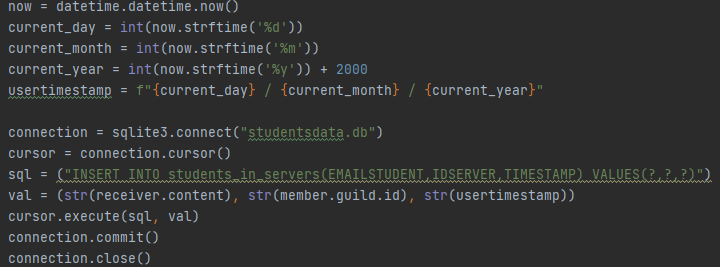 now = datetime.datetime.now()
current_day = int(now.strftime('%d'))
current_month = int(now.strftime('%m'))
current_year = int(now.strftime('%y')) + 2000
usertimestamp = f"{current_day} / {current_month} / {current_year}"
connection = sqlite3.connect("studentsdata.db")
cursor = connection.cursor()
sql = ("INSERT INTO students_in_servers(EMAILSTUDENT,IDSERVER,TIMESTAMP) VALUES(?,?,?)")
val = (str(receiver.content), str(member.guild.id), str(usertimestamp))
cursor.execute(sql, val)
connection.commit()
connection.close()